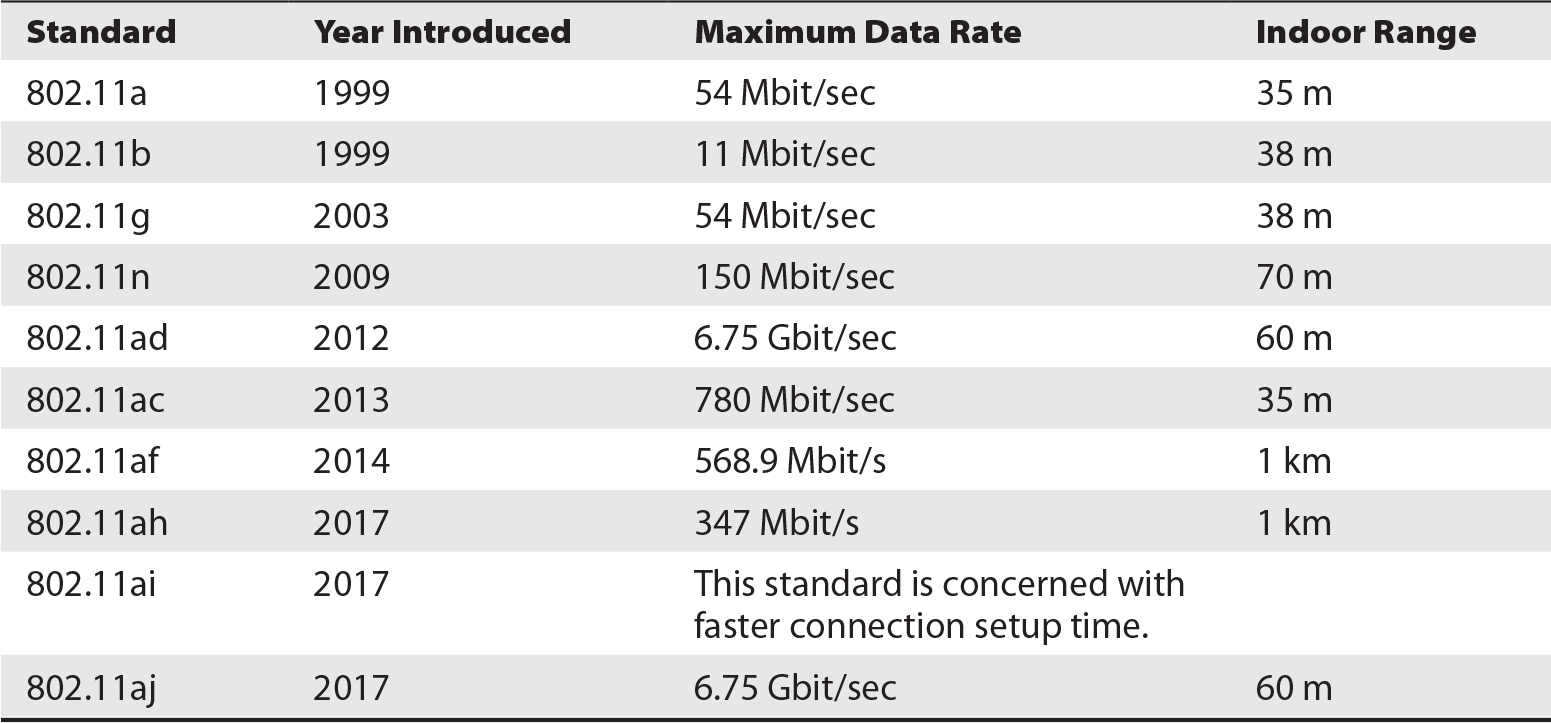 Standard Year Introduced Maximum Data Rate Indoor Range
802.11a 1999 54 Mbit/sec 35 m
802.11b 1999 11 Mbit/sec 38 m
802.11g 2003 54 Mbit/sec 38 m
802.11n 2009 150 Mbit/sec 70 m
802.11ad 2012 6.75 Gbit/sec 60 m
802.11ac 2013 780 Mbit/sec 35 m
802.11af 2014 568.9 Mbit/s 1 km
802.11ah 2017 347 Mbit/s 1 km
802.11ai 2017 This standard is concerned with
faster connection setup time.
802.11aj 2017 6.75 Gbit/sec 60 m